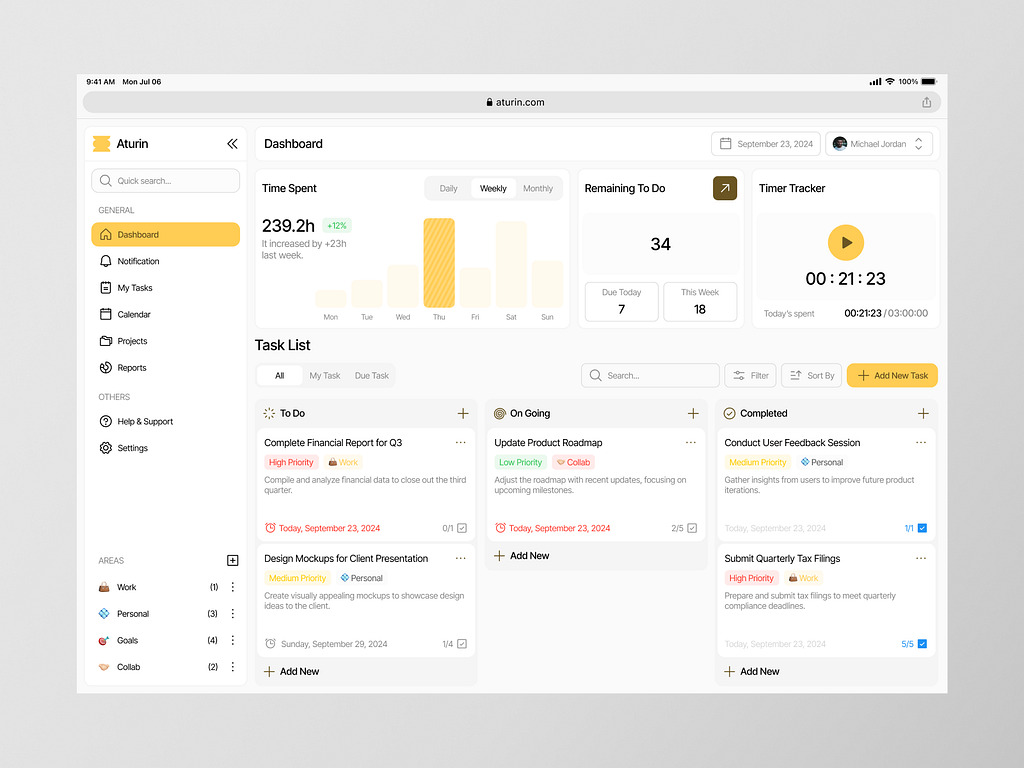 9:41 AM Mon Jul 06
100%
aturin.com
Aturin
Quick search...
GENERAL
Dashboard
Notification
My Tasks
Calendar
Projects
Reports
OTHERS
Help & Support
Settings
AREAS
Work (1)
Personal (3)
Goals (4)
Collab (2)
Dashboard
September 23, 2024
Michael Jordan
Time Spent
Daily Weekly Monthly
239.2h +12%
It increased by +23h
last week.
Mon Tue Wed Thu Fri Sat Sun
Remaining To Do
34
Due Today
7
This Week
18
Timer Tracker
00 : 21 : 23
Today's spent 00:21:23 / 03:00:00
Task List
All My Task Due Task
Search...
Filter
Sort By
Add New Task
To Do
Complete Financial Report for Q3
High Priority Work
Compile and analyze financial data to close out the third
quarter.
Today, September 23, 2024 0/1
Design Mockups for Client Presentation
Medium Priority Personal
Create visually appealing mockups to showcase design
ideas to the client.
Sunday, September 29, 2024 1/4
Add New
On Going
Update Product Roadmap
Low Priority Collab
Adjust the roadmap with recent updates, focusing on
upcoming milestones.
Today, September 23, 2024 2/5
Add New
Completed
Conduct User Feedback Session
Medium Priority Personal
Gather insights from users to improve future product
iterations.
Today, September 23, 2024 1/1
Submit Quarterly Tax Filings
High Priority Work
Prepare and submit tax filings to meet quarterly
compliance deadlines.
Today, September 23, 2024 5/5
Add New